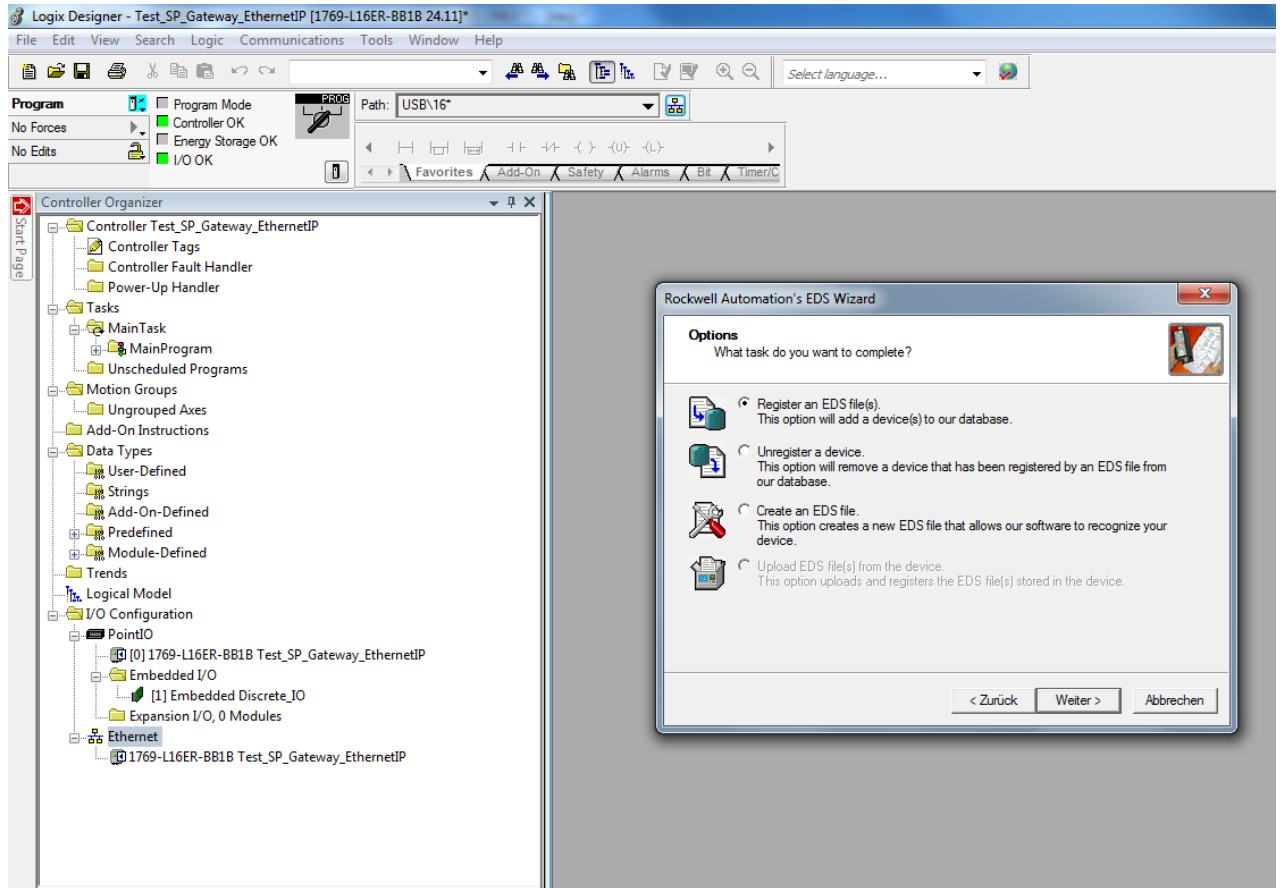 Logix Designer - Test_SP_Gateway_EthernetIP [1769-L16ER-BB1B 24.11]*
File Edit View Search Logic Communications Tools Window Help
Select language...
Program
No Forces
No Edits
Program Mode
Controller OK
Energy Storage OK
I/O OK
PROG
Path: USB\16*
Favorites Add-On Safety Alarms Bit Timer/C
Start Page
Controller Organizer
Controller Test_SP_Gateway_EthernetIP
Controller Tags
Controller Fault Handler
Power-Up Handler
Tasks
MainTask
MainProgram
Unscheduled Programs
Motion Groups
Ungrouped Axes
Add-On Instructions
Data Types
User-Defined
Strings
Add-On-Defined
Predefined
Module-Defined
Trends
Logical Model
I/O Configuration
PointIO
[0] 1769-L16ER-BB1B Test_SP_Gateway_EthernetIP
Embedded I/O
[1] Embedded Discrete_IO
Expansion I/O, 0 Modules
Ethernet
1769-L16ER-BB1B Test_SP_Gateway_EthernetIP
Rockwell Automation's EDS Wizard
Options
What task do you want to complete?
Register an EDS file(s).
This option will add a device(s) to our database.
Unregister a device.
This option will remove a device that has been registered by an EDS file from
our database.
Create an EDS file.
This option creates a new EDS file that allows our software to recognize your
device.
Upload EDS file(s) from the device.
This option uploads and registers the EDS file(s) stored in the device.
< Zurück
Weiter >
Abbrechen